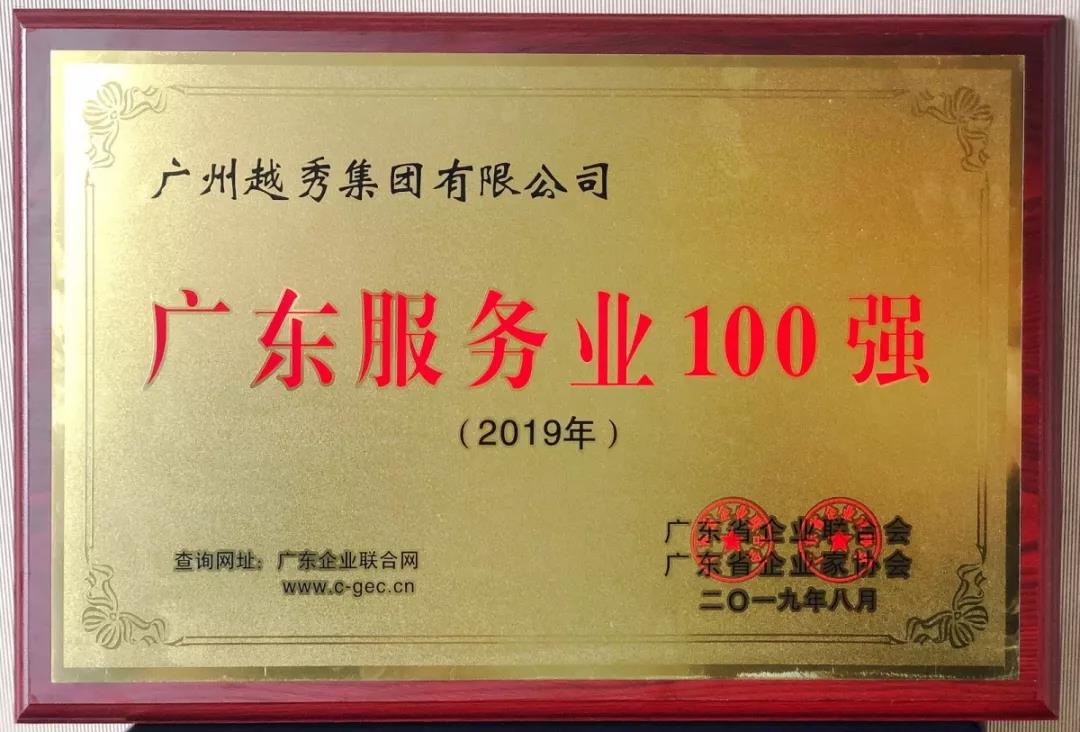 广州越秀集团有限公司
广东服务业100强
（2019年）
查询网址：广东企业联合网
www.c-gec.cn
广东省企业联合会
广东省企业家协会
二〇一九年八月